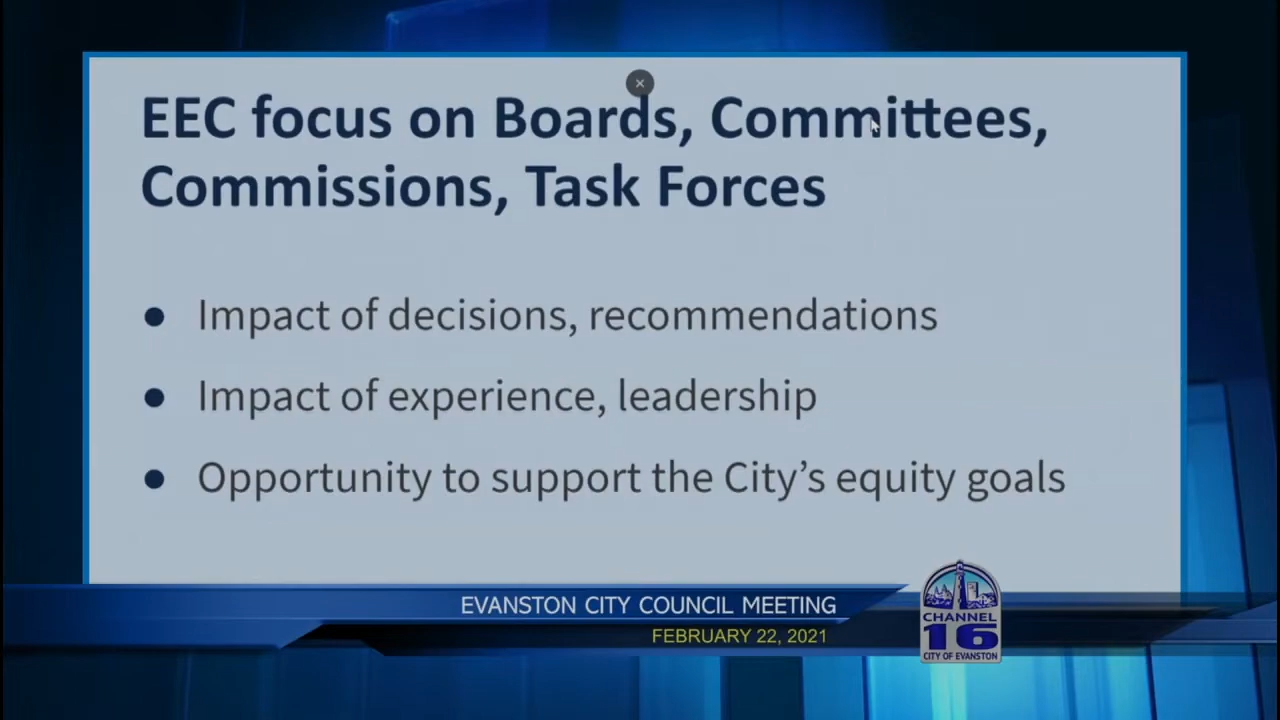 EEC focus on Boards, Committees,
Commissions, Task Forces
● Impact of decisions, recommendations
● Impact of experience, leadership
● Opportunity to support the City’s equity goals
EVANSTON CITY COUNCIL MEETING
FEBRUARY 22, 2021
CHANNEL
16
CITY OF EVANSTON